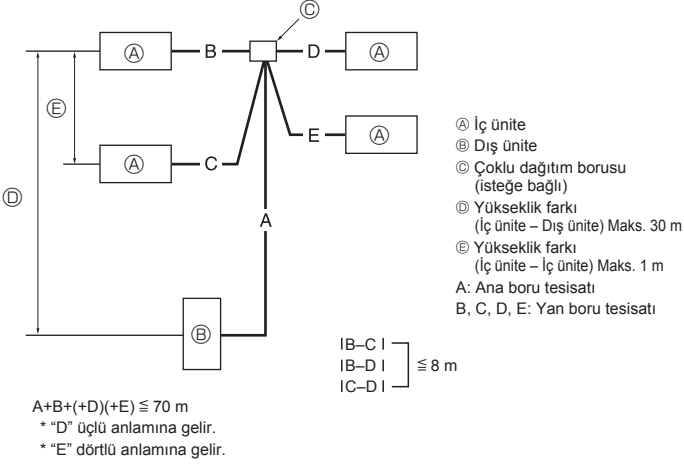 Ⓒ
Ⓐ B D Ⓐ
Ⓔ
Ⓐ C E Ⓐ
Ⓓ
A
Ⓑ
Ⓐ İç ünite
Ⓑ Dış ünite
Ⓒ Çoklu dağıtım borusu
(isteğe bağlı)
Ⓓ Yükseklik farkı
(İç ünite – Dış ünite) Maks. 30 m
Ⓔ Yükseklik farkı
(İç ünite – İç ünite) Maks. 1 m
A: Ana boru tesisatı
B, C, D, E: Yan boru tesisatı
IB–C I
IB–D I ≦ 8 m
IC–D I
A+B+(+D)(+E) ≦ 70 m
* “D” üçlü anlamına gelir.
* “E” dörtlü anlamına gelir.